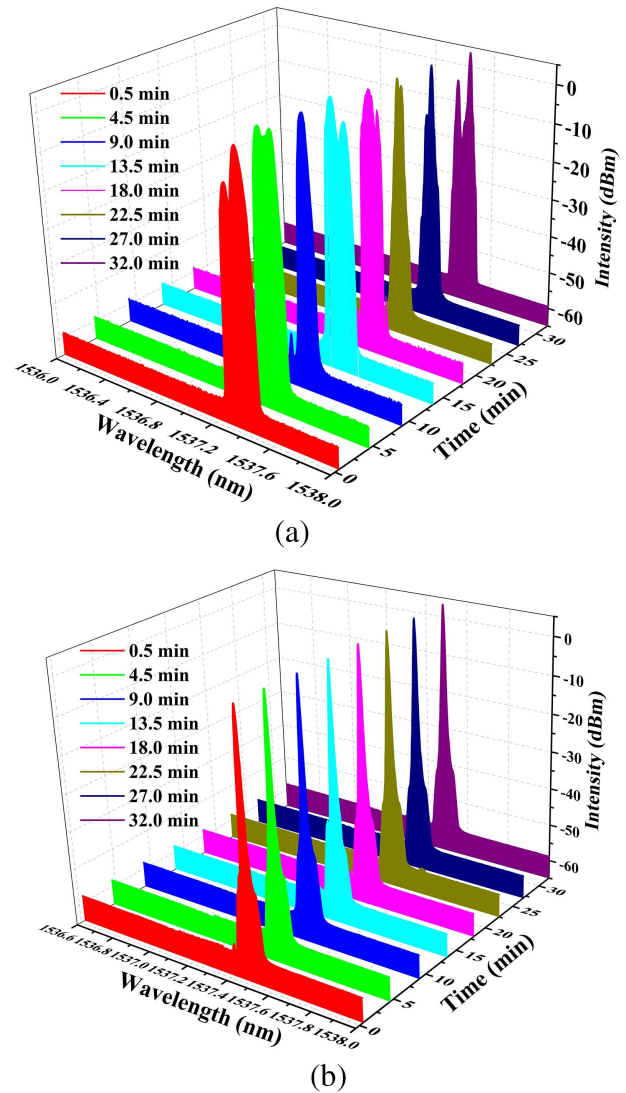 0.5 min
4.5 min
9.0 min
13.5 min
18.0 min
22.5 min
27.0 min
32.0 min
0
-10
-20
-30
-40
-50
-60
Intensity (dBm)
1536.0
1536.4
1536.8
1537.2
1537.6
1538.0
Wavelength (nm)
0
5
10
15
20
25
30
Time (min)
(a)
0.5 min
4.5 min
9.0 min
13.5 min
18.0 min
22.5 min
27.0 min
32.0 min
0
-10
-20
-30
-40
-50
-60
Intensity (dBm)
1536.6
1536.8
1537.0
1537.2
1537.4
1537.6
1537.8
1538.0
Wavelength (nm)
0
5
10
15
20
25
30
Time (min)
(b)